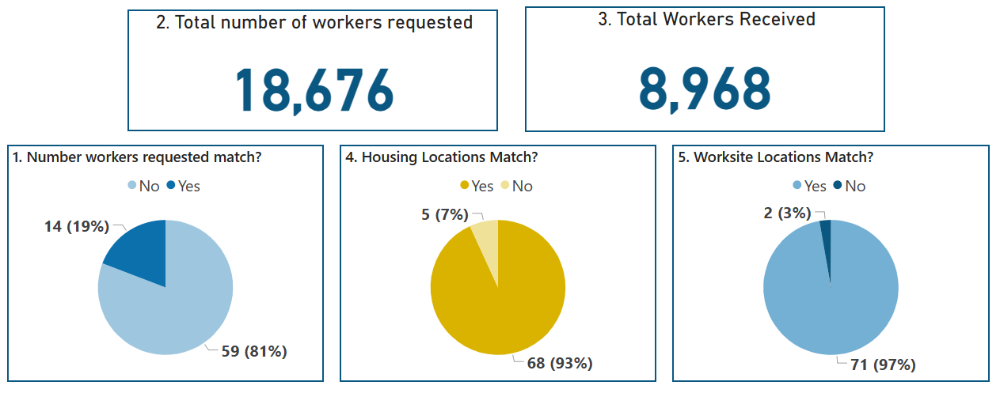 2. Total number of workers requested
18,676
3. Total Workers Received
8,968
1. Number workers requested match?
No Yes
14 (19%)
59 (81%)
4. Housing Locations Match?
Yes No
5 (7%)
68 (93%)
5. Worksite Locations Match?
Yes No
2 (3%)
71 (97%)